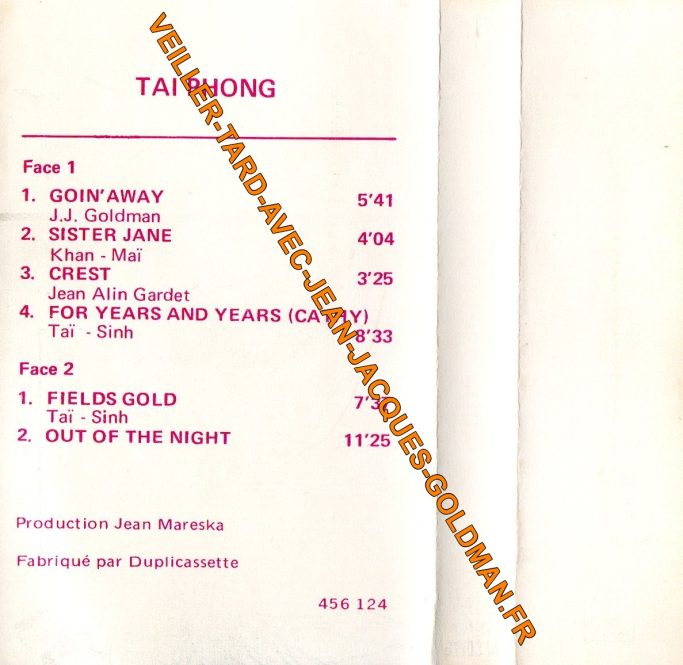 TAI PHONG
Face 1
1. GOIN'AWAY 5'41
J.J. Goldman
2. SISTER JANE 4'04
Khan - Maï
3. CREST 3'25
Jean Alin Gardet
4. FOR YEARS AND YEARS (CATHY)
Taï - Sinh 8'33
Face 2
1. FIELDS GOLD
Taï - Sinh
2. OUT OF THE NIGHT 11'25
Production Jean Mareska
Fabriqué par Duplicassette
456 124
VEILLER-TARD-AVEC-JEAN-JACQUES-GOLDMAN.FR